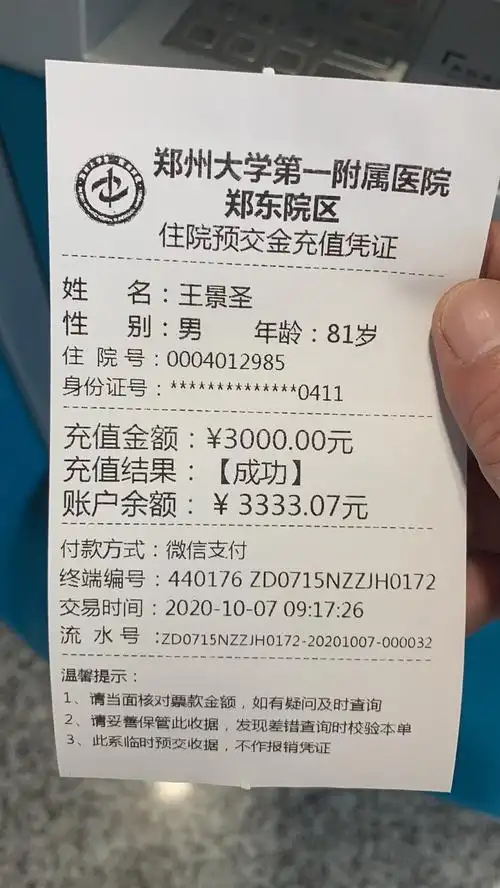 郑州大学第一附属医院
郑东院区
住院预交金充值凭证
姓 名：王景圣
性 别：男 年龄：81岁
住 院 号：0004012985
身份证号：**************0411
充值金额：¥3000.00元
充值结果：【成功】
账户余额：¥ 3333.07元
付款方式：微信支付
终端编号：440176 ZD0715NZZJH0172
交易时间：2020-10-07 09:17:26
流 水 号：ZD0715NZZJH0172-20201007-000032
温馨提示：
1、请当面核对票款金额，如有疑问及时查询
2、请妥善保管此收据，发现差错查询时校验本单
3、此系临时预交收据，不作报销凭证